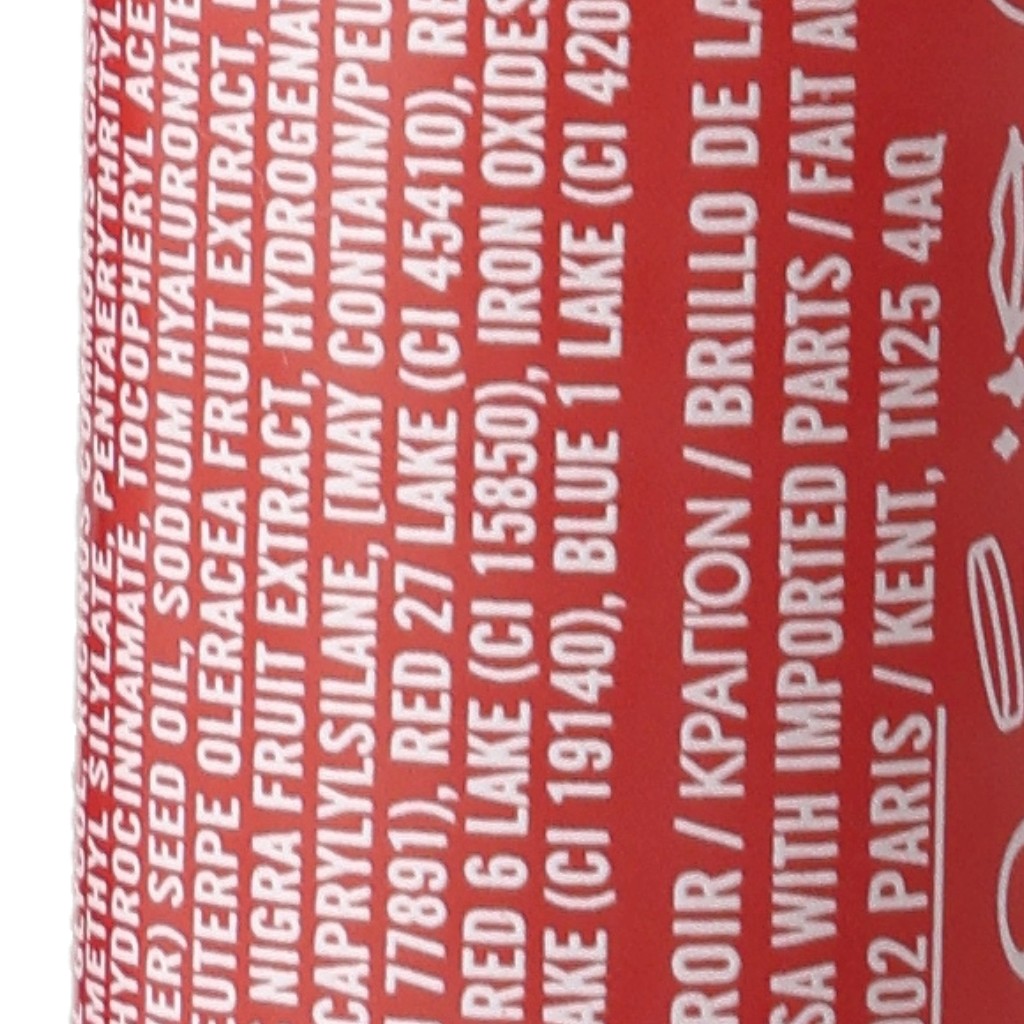 METHYL SILYLATE, PENTAERYTHRITYL
HYDROCINNAMATE, TOCOPHERYL ACE
ER) SEED OIL, SODIUM HYALURONATE
UTERPE OLERACEA FRUIT EXTRACT,
NIGRA FRUIT EXTRACT, HYDROGENAT
CAPRYLYLSILANE, [MAY CONTAIN/PEU
I 77891), RED 27 LAKE (CI 45410), RE
RED 6 LAKE (CI 15850), IRON OXIDES
AKE (CI 19140), BLUE 1 LAKE (CI 420
ROIR / ΚΡΑΓΙΟΝ / BRILLO DE LA
SA WITH IMPORTED PARTS / FAIT AU
02 PARIS / KENT, TN25 4AQ